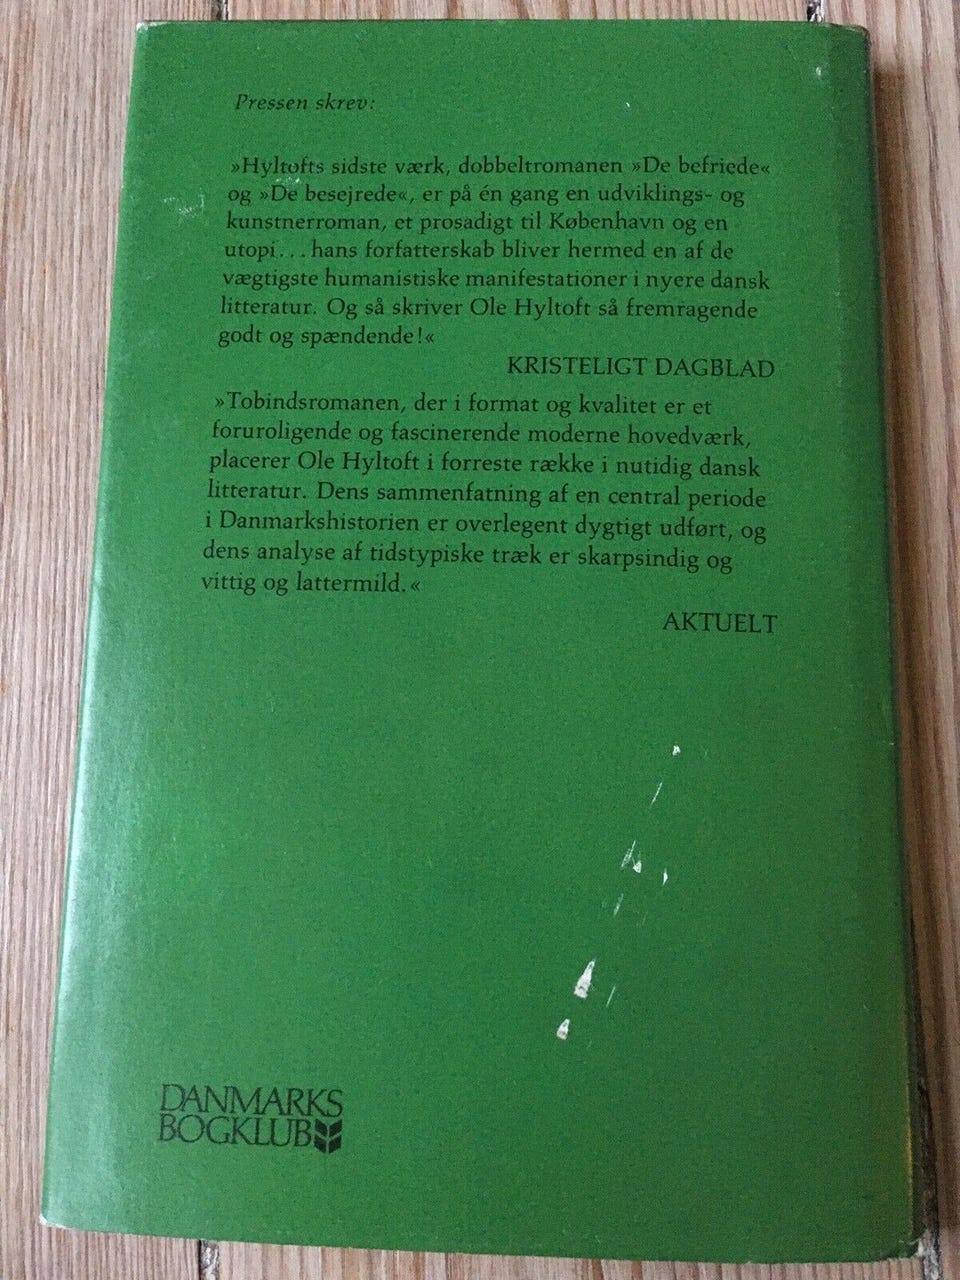 Pressen skrev:
»Hyltofts sidste værk, dobbeltromanen »De befriede«
og »De besejrede«, er på én gang en udviklings- og
kunstnerroman, et prosadigt til København og en
utopi... hans forfatterskab bliver hermed en af de
vægtigste humanistiske manifestationer i nyere dansk
litteratur. Og så skriver Ole Hyltoft så fremragende
godt og spændende!«
KRISTELIGT DAGBLAD
»Tobindsromanen, der i format og kvalitet er et
foruroligende og fascinerende moderne hovedværk,
placerer Ole Hyltoft i forreste række i nutidig dansk
litteratur. Dens sammenfatning af en central periode
i Danmarkshistorien er overlegent dygtigt udført, og
dens analyse af tidstypiske træk er skarpsindig og
vittig og lattermild.«
AKTUELT
DANMARKS
BOGKLUB